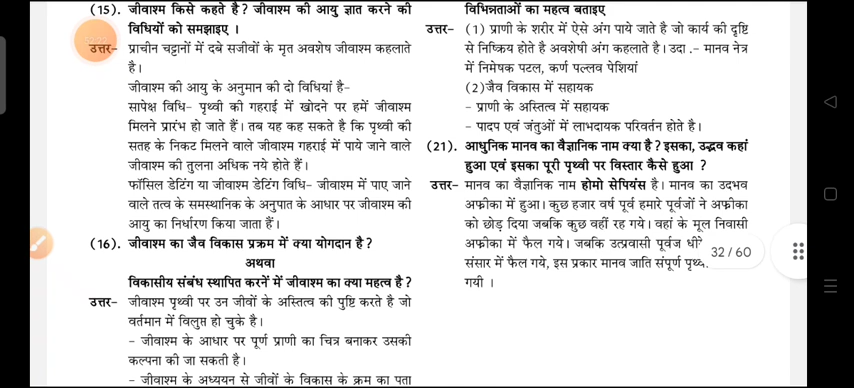 (15). जीवाश्म किसे कहते है? जीवाश्म की आयु ज्ञात करने की
विधियों को समझाइए ।
उत्तर- प्राचीन चट्टानों में दबे सजीवों के मृत अवशेष जीवाश्म कहलाते
है।
जीवाश्म की आयु के अनुमान की दो विधियां है-
सापेक्ष विधि- पृथ्वी की गहराई में खोदने पर हमें जीवाश्म
मिलने प्रारंभ हो जाते हैं। तब यह कह सकते है कि पृथ्वी की
सतह के निकट मिलने वाले जीवाश्म गहराई में पाये जाने वाले
जीवाश्म की तुलना अधिक नये होते हैं।
फॉसिल डेटिंग या जीवाश्म डेटिंग विधि- जीवाश्म में पाए जाने
वाले तत्व के समस्थानिक के अनुपात के आधार पर जीवाश्म की
आयु का निर्धारण किया जाता हैं।
(16). जीवाश्म का जैव विकास प्रक्रम में क्या योगदान है?
अथवा
विकासीय संबंध स्थापित करनें में जीवाश्म का क्या महत्व है?
उत्तर- जीवाश्म पृथ्वी पर उन जीवों के अस्तित्व की पुष्टि करते है जो
वर्तमान में विलुप्त हो चुके है।
- जीवाश्म के आधार पर पूर्ण प्राणी का चित्र बनाकर उसकी
कल्पना की जा सकती है।
- जीवाश्म के अध्ययन से जीवों के विकास के क्रम का पता
विभिन्नताओं का महत्व बताइए
उत्तर- (1) प्राणी के शरीर में ऐसे अंग पाये जाते है जो कार्य की दृष्टि
से निष्क्रिय होते है अवशेषी अंग कहलाते है। उदा .- मानव नेत्र
में निमेषक पटल, कर्ण पल्लव पेशियां
(2)जैव विकास में सहायक
- प्राणी के अस्तित्व में सहायक
- पादप एवं जंतुओं में लाभदायक परिवर्तन होते है।
(21). आधुनिक मानव का वैज्ञानिक नाम क्या है? इसका, उद्भव कहां
हुआ एवं इसका पूरी पृथ्वी पर विस्तार कैसे हुआ ?
उत्तर- मानव का वैज्ञानिक नाम होमो सेपियंस है। मानव का उदभव
अफ्रीका में हुआ। कुछ हजार वर्ष पूर्व हमारे पूर्वजों ने अफ्रीका
को छोड़ दिया जबकि कुछ वहीं रह गये। वहां के मूल निवासी
अफ्रीका में फैल गये। जबकि उत्प्रवासी पूर्वज
संसार में फैल गये, इस प्रकार मानव जाति संपूर्ण
गयी ।
32 / 60